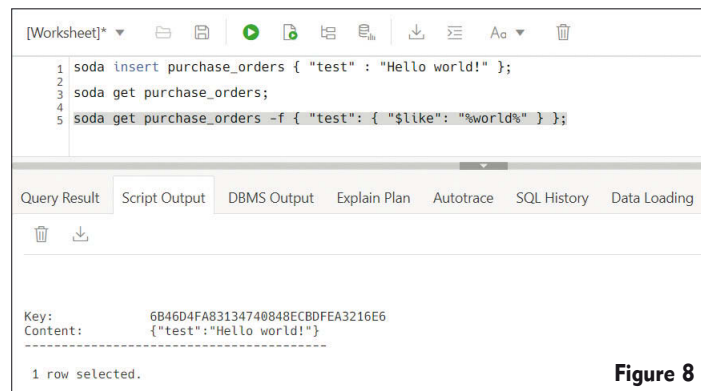 [Worksheet]* Aa
1 soda insert purchase_orders { "test" : "Hello world!" };
2
3 soda get purchase_orders;
4
5 soda get purchase_orders -f { "test": { "$like": "%world%" } };
Query Result Script Output DBMS Output Explain Plan Autotrace SQL History Data Loading
Key: 6B46D4FA83134740848ECBDFEA3216E6
Content: {"test":"Hello world!"}
-----------------------------------------
1 row selected.
Figure 8